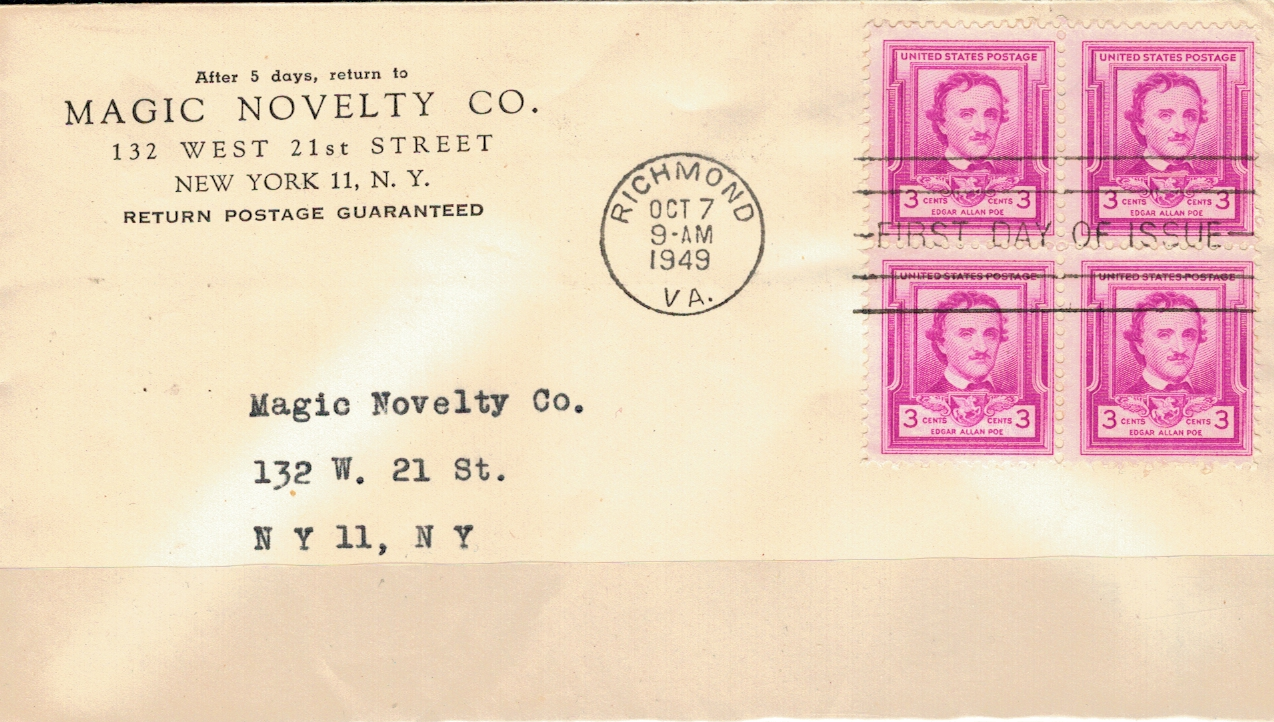 After 5 days, return to
MAGIC NOVELTY CO.
132 WEST 21st STREET
NEW YORK 11, N. Y.
RETURN POSTAGE GUARANTEED
RICHMOND
OCT 7
9-AM
1949
VA.
UNITED STATES POSTAGE
3 CENTS CENTS 3
EDGAR ALLAN POE
UNITED STATES POSTAGE
3 CENTS CENTS 3
EDGAR ALLAN POE
FIRST DAY OF ISSUE
UNITED STATES POSTAGE
3 CENTS CENTS 3
EDGAR ALLAN POE
UNITED STATES POSTAGE
3 CENTS CENTS 3
EDGAR ALLAN POE
Magic Novelty Co.
132 W. 21 St.
N Y 11, N Y